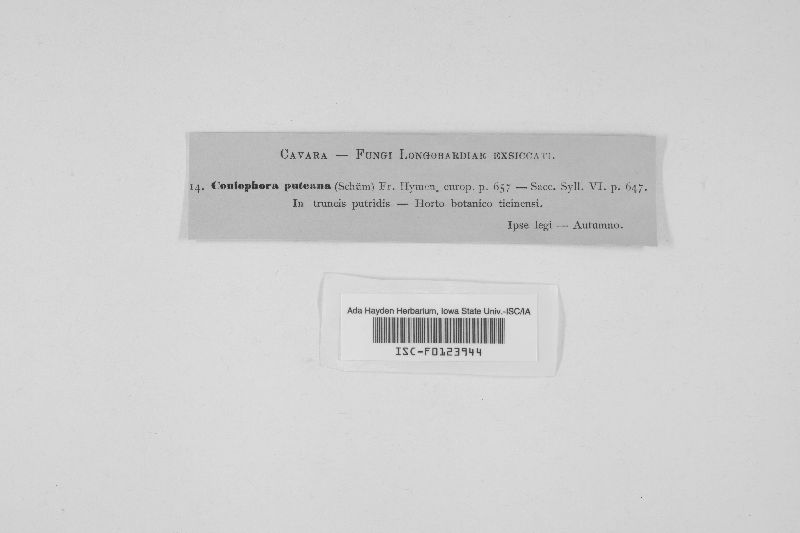 Cavara — Fungi Longobardiae exsiccati.
14. Coniophora puteana (Schüm) Fr. Hymen. europ. p. 657 — Sacc. Syll. VI. p. 647.
In truncis putridis — Horto botanico ticinensi.
Ipse legi — Autumno.
Ada Hayden Herbarium, Iowa State Univ.-ISC/IA
ISC-F0123944